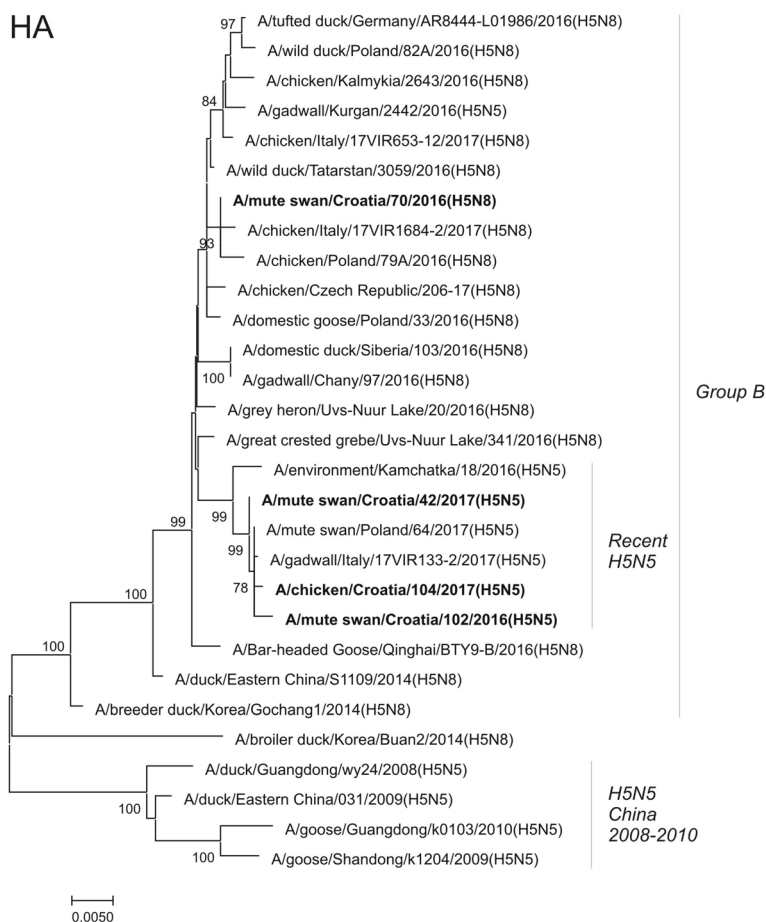 HA
97
A/tufted duck/Germany/AR8444-L01986/2016(H5N8)
A/wild duck/Poland/82A/2016(H5N8)
A/chicken/Kalmykia/2643/2016(H5N8)
84
A/gadwall/Kurgan/2442/2016(H5N5)
A/chicken/Italy/17VIR653-12/2017(H5N8)
A/wild duck/Tatarstan/3059/2016(H5N8)
A/mute swan/Croatia/70/2016(H5N8)
A/chicken/Italy/17VIR1684-2/2017(H5N8)
93
A/chicken/Poland/79A/2016(H5N8)
A/chicken/Czech Republic/206-17(H5N8)
A/domestic goose/Poland/33/2016(H5N8)
A/domestic duck/Siberia/103/2016(H5N8)
100
A/gadwall/Chany/97/2016(H5N8)
Group B
A/grey heron/Uvs-Nuur Lake/20/2016(H5N8)
A/great crested grebe/Uvs-Nuur Lake/341/2016(H5N8)
A/environment/Kamchatka/18/2016(H5N5)
A/mute swan/Croatia/42/2017(H5N5)
99
99
A/mute swan/Poland/64/2017(H5N5)
Recent
H5N5
99
A/gadwall/Italy/17VIR133-2/2017(H5N5)
78
A/chicken/Croatia/104/2017(H5N5)
100
A/mute swan/Croatia/102/2016(H5N5)
100
A/Bar-headed Goose/Qinghai/BTY9-B/2016(H5N8)
A/duck/Eastern China/S1109/2014(H5N8)
A/breeder duck/Korea/Gochang1/2014(H5N8)
A/broiler duck/Korea/Buan2/2014(H5N8)
A/duck/Guangdong/wy24/2008(H5N5)
100
A/duck/Eastern China/031/2009(H5N5)
H5N5
China
2008-2010
A/goose/Guangdong/k0103/2010(H5N5)
100
A/goose/Shandong/k1204/2009(H5N5)
0.0050